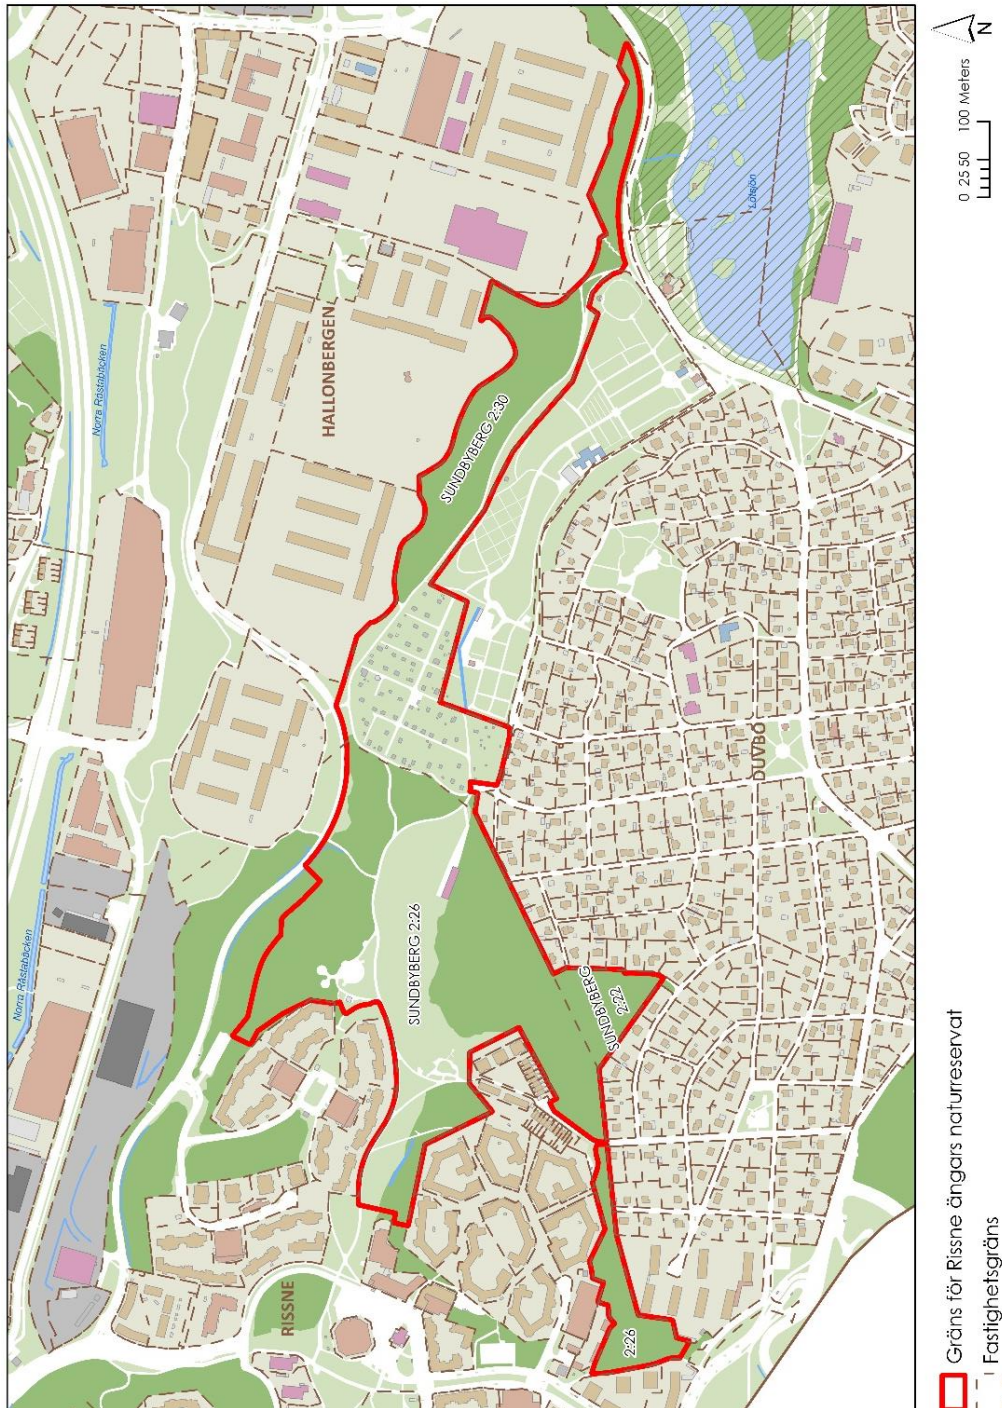 Norra Råstabäcken
Norra Råstabäcken
HALLONBERGEN
Lötsjön
SUNDBYBERG 2:30
SUNDBYBERG 2:26
SUNDBYBERG
2:22
DUVBO
RISSNE
2:26
N
0 25 50 100 Meters
Gräns för Rissne ängars naturreservat
Fastighetsgräns